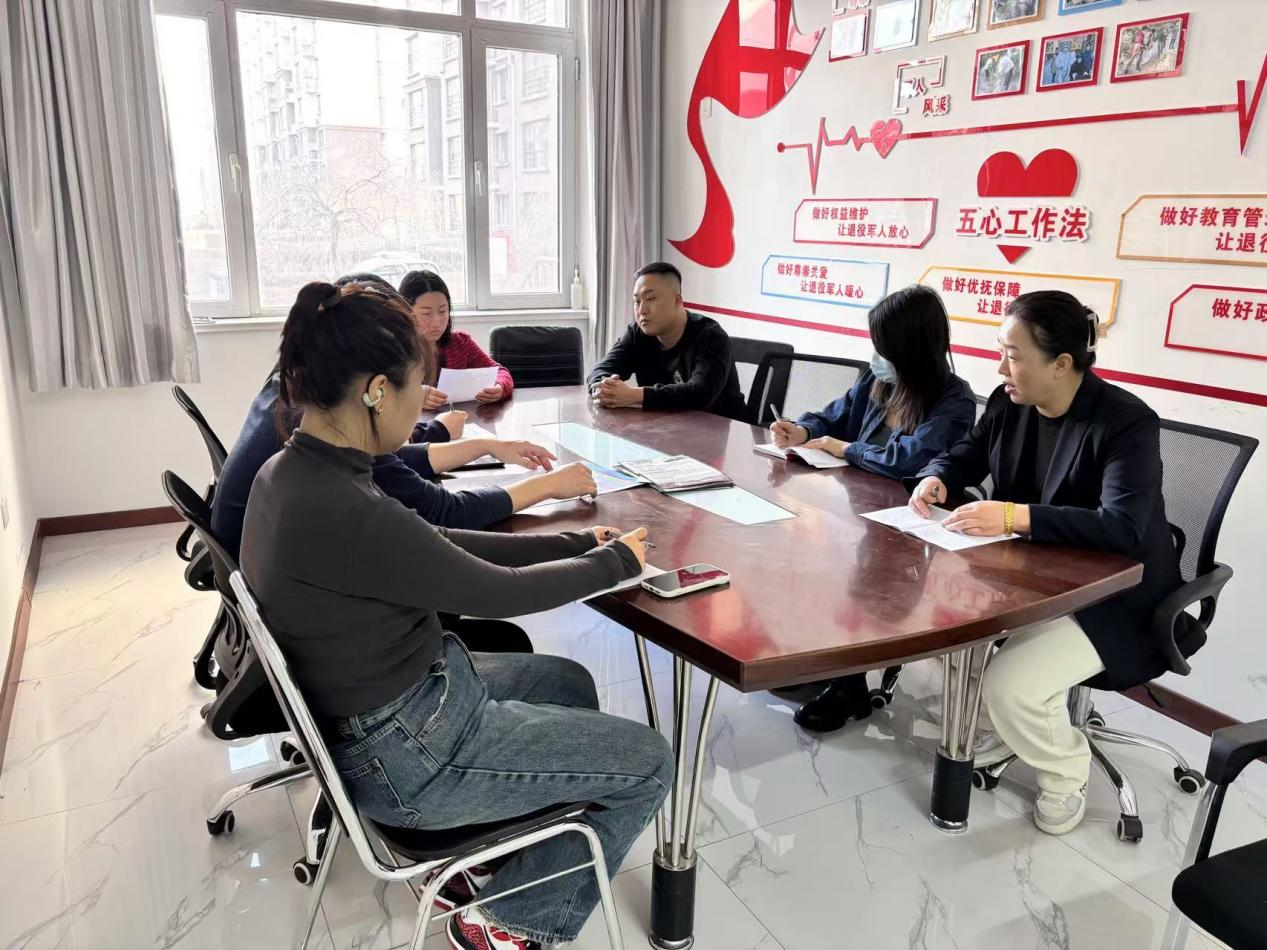 人
风采
五心工作法
做好权益维护
让退役军人放心
做好教育管
让退
做好尊崇关爱
让退役军人暖心
做好优抚保障
让退役
做好政